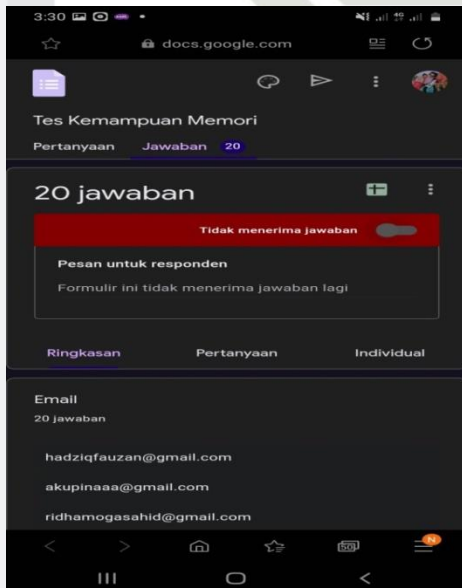 3:30
docs.google.com
Tes Kemampuan Memori
Pertanyaan Jawaban 20
20 jawaban
Tidak menerima jawaban
Pesan untuk responden
Formulir ini tidak menerima jawaban lagi
Ringkasan Pertanyaan Individual
Email
20 jawaban
hadziqfauzan@gmail.com
akupinaaa@gmail.com
ridhamogasahid@gmail.com
50 N